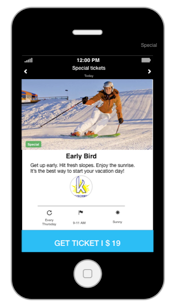 Special
12:00 PM
Special tickets
Today
Special
Early Bird
Get up early. Hit fresh slopes. Enjoy the sunrise.
It's the best way to start your vacation day!
k
Every
Thursday
9-11 AM
Sunny
GET TICKET I $ 19